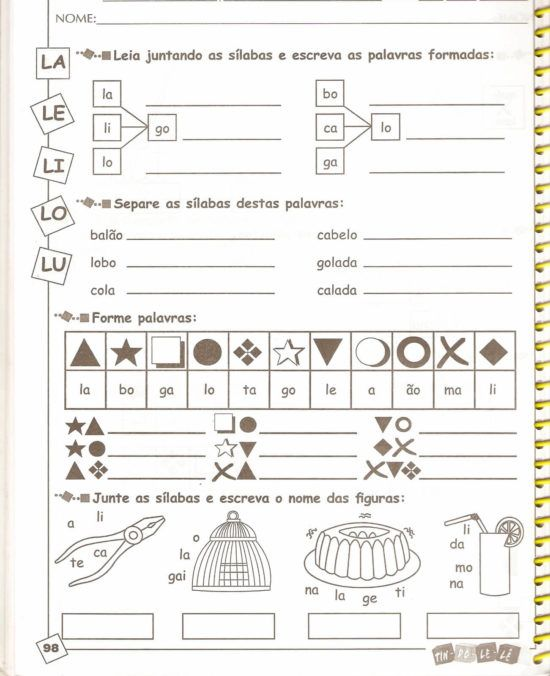 NOME:
Leia juntando as sílabas e escreva as palavras formadas:
LA
LE
LI
LO
LU
la
li go
lo
bo
ca lo
ga
Separe as sílabas destas palavras:
balão cabelo
lobo golada
cola calada
Forme palavras:
la bo ga lo ta go le a ão ma li
Junte as sílabas e escreva o nome das figuras:
a li
te ca
o
la
gai
na la ge ti
li
da
mo
na
98
TIN-DO-LE-LÊ